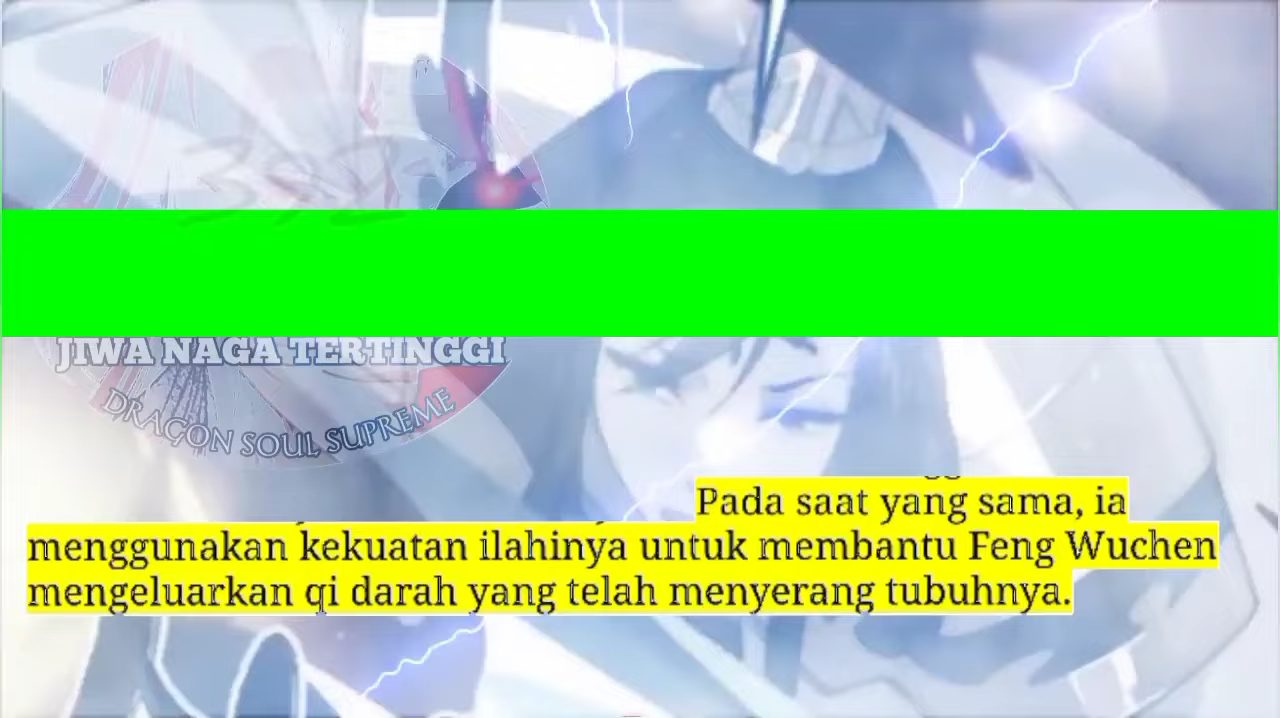 392
JIWA NAGA TERTINGGI
DRAGON SOUL SUPREME
Pada saat yang sama, ia
menggunakan kekuatan ilahinya untuk membantu Feng Wuchen
mengeluarkan qi darah yang telah menyerang tubuhnya.